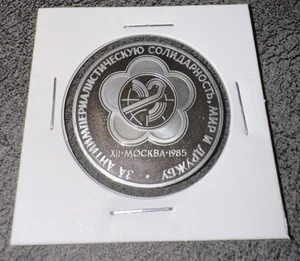 ЗА АНТИИМПЕРИАЛИСТИЧЕСКУЮ СОЛИДАРНОСТЬ, МИР И ДРУЖБУ •
XII • МОСКВА • 1985